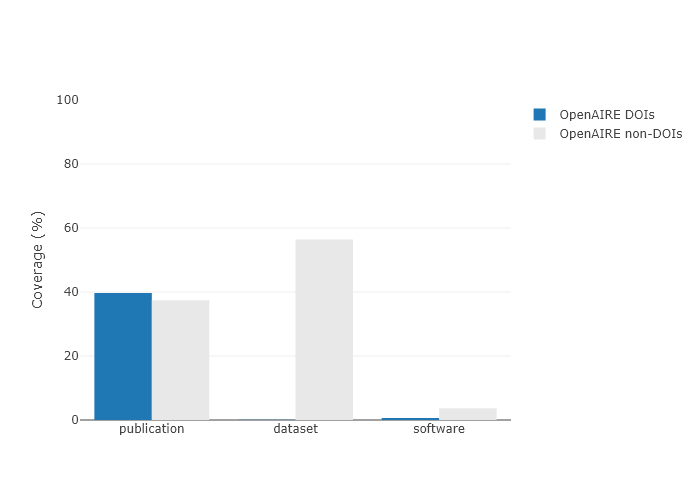 100
80
60
40
20
0
Coverage (%)
publication
dataset
software
OpenAIRE DOIs
OpenAIRE non-DOIs